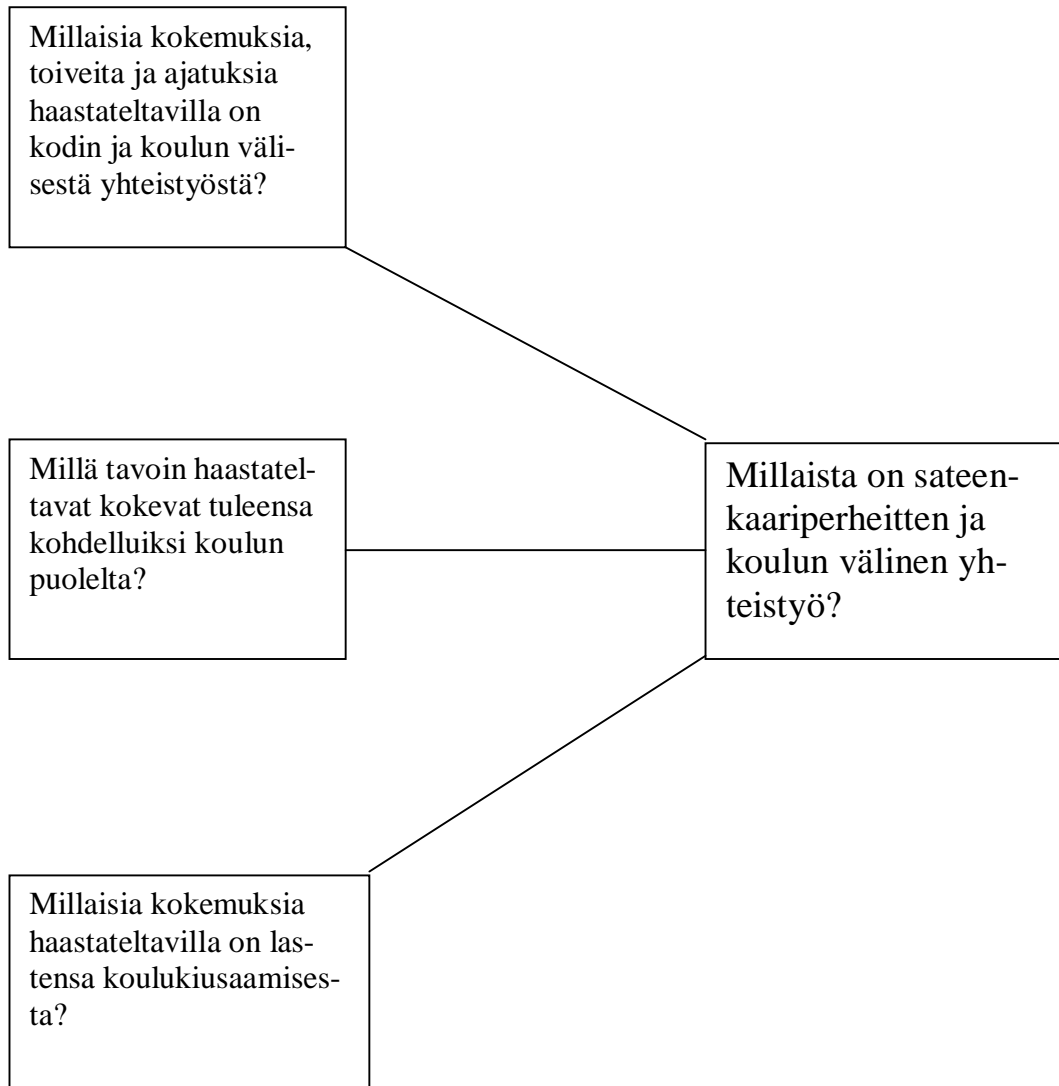 Millaisia kokemuksia,
toiveita ja ajatuksia
haastateltavilla on
kodin ja koulun väli-
sestä yhteistyöstä?
Millä tavoin haastatel-
tavat kokevat tuleensa
kohdelluiksi koulun
puolelta?
Millaista on sateen-
kaariperheitten ja
koulun välinen yh-
teistyö?
Millaisia kokemuksia
haastateltavilla on las-
tensa koulukiusaamises-
ta?